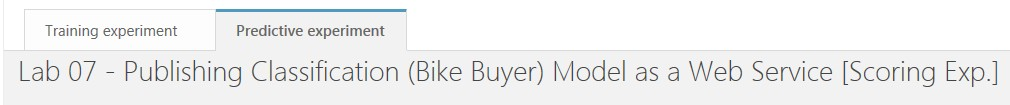 Training experiment
Predictive experiment
Lab 07 - Publishing Classification (Bike Buyer) Model as a Web Service [Scoring Exp.]